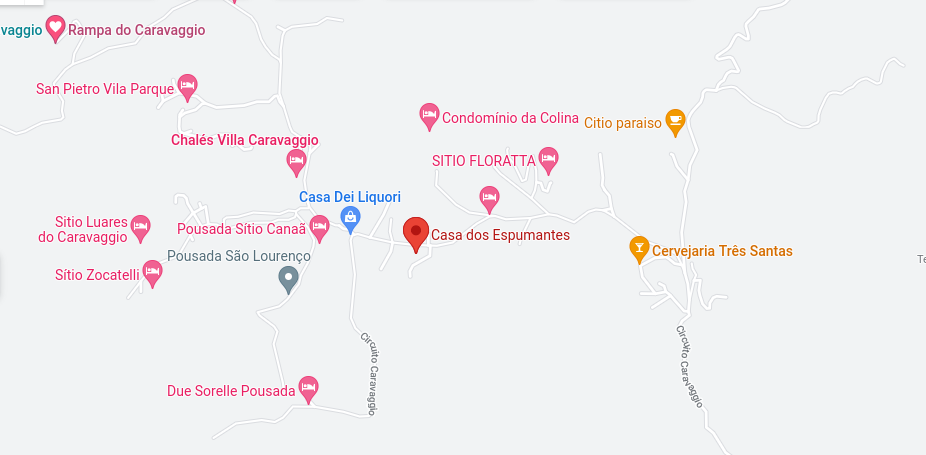 vaggio
Rampa do Caravaggio
San Pietro Vila Parque
Condomínio da Colina
Citio paraiso
Chalés Villa Caravaggio
SITIO FLORATTA
Casa Dei Liquori
Sitio Luares
do Caravaggio
Pousada Sítio Canaã
Casa dos Espumantes
Cervejaria Três Santas
Pousada São Lourenço
Te
Sítio Zocatelli
Circuito Caravaggio
Circuito Caravaggio
Due Sorelle Pousada